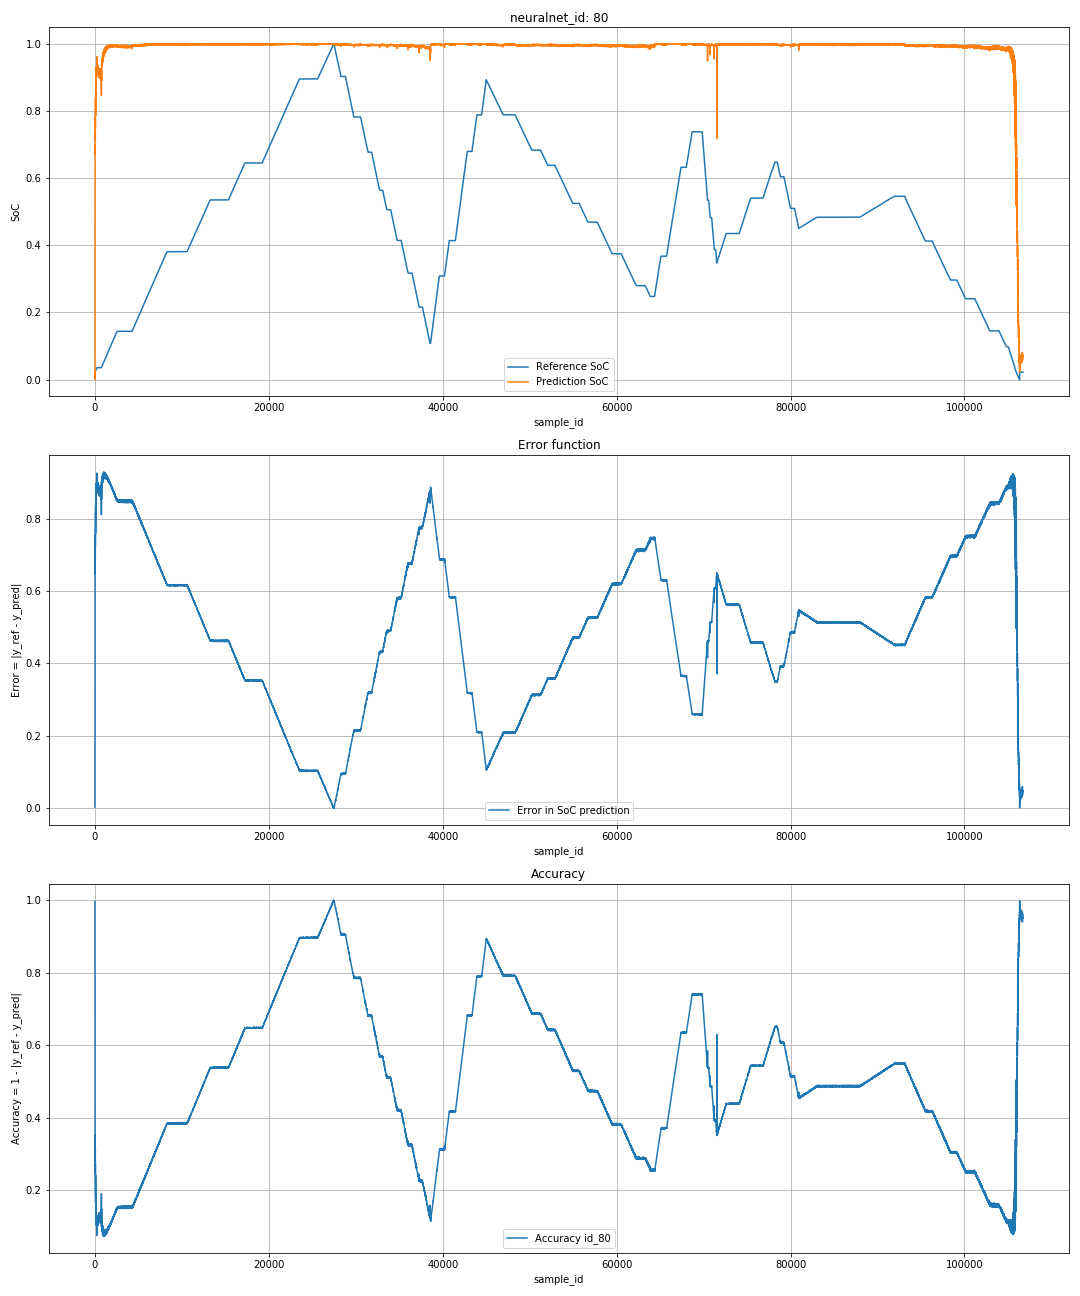 neuralnet_id: 80
1.0
0.8
0.6
0.4
0.2
0.0
SoC
Reference SoC
Prediction SoC
0 20000 40000 60000 80000 100000
sample_id
Error function
0.8
0.6
0.4
0.2
0.0
Error = |y_ref - y_pred|
Error in SoC prediction
0 20000 40000 60000 80000 100000
sample_id
Accuracy
1.0
0.8
0.6
0.4
0.2
Accuracy = 1 - |y_ref - y_pred|
Accuracy id_80
0 20000 40000 60000 80000 100000
sample_id